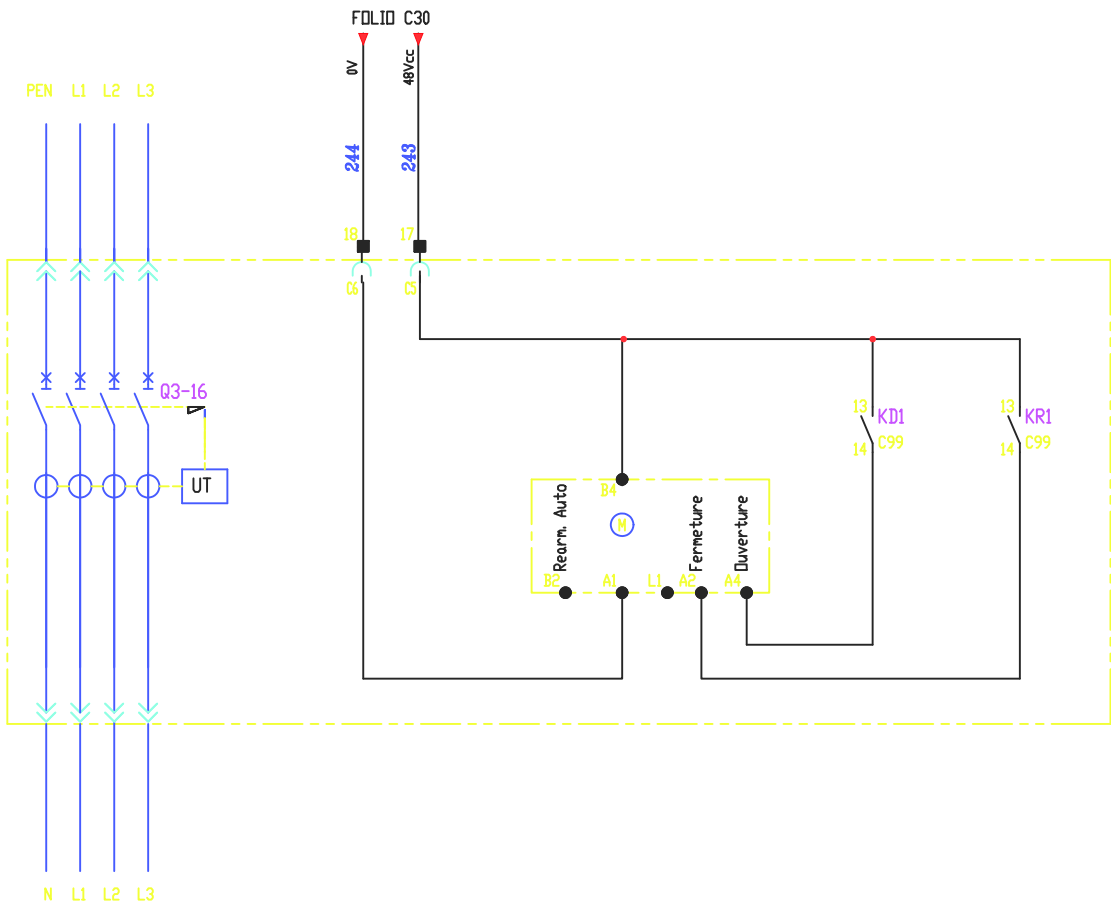 FOLIO C30
0V
48Vcc
PEN L1 L2 L3
244
243
18
17
C6
C5
Q3-16
13
KD1
14
C99
13
KR1
14
C99
UT
B4
M
Rearm. Auto
Fermeture
Ouverture
B2
A1
L1
A2
A4
N L1 L2 L3